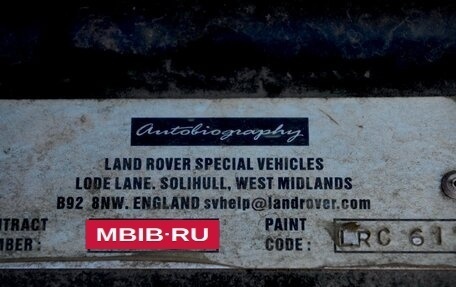 Autobiography
LAND ROVER SPECIAL VEHICLES
LODE LANE. SOLIHULL, WEST MIDLANDS
B92 8NW. ENGLAND svhelp@landrover.com
NTRACT PAINT
MBER: MBIB·RU CODE: LRC 61